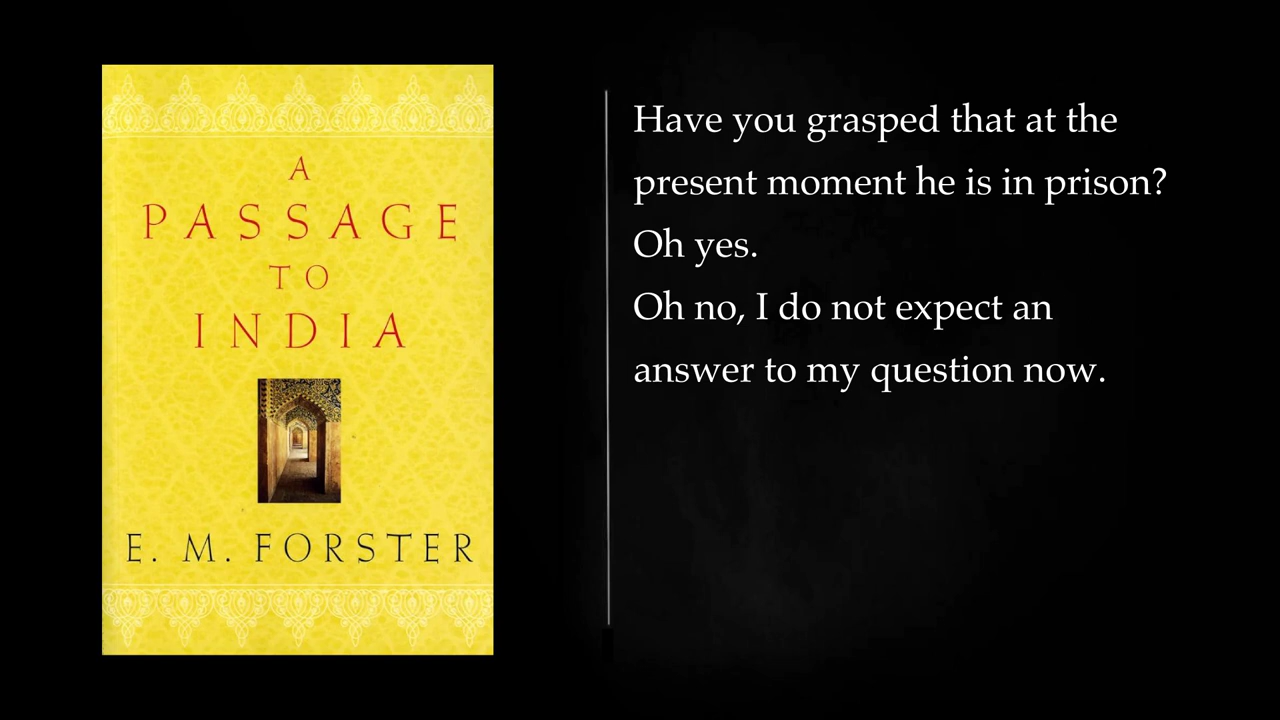 A
PASSAGE
TO
INDIA
E. M. FORSTER
Have you grasped that at the
present moment he is in prison?
Oh yes.
Oh no, I do not expect an
answer to my question now.